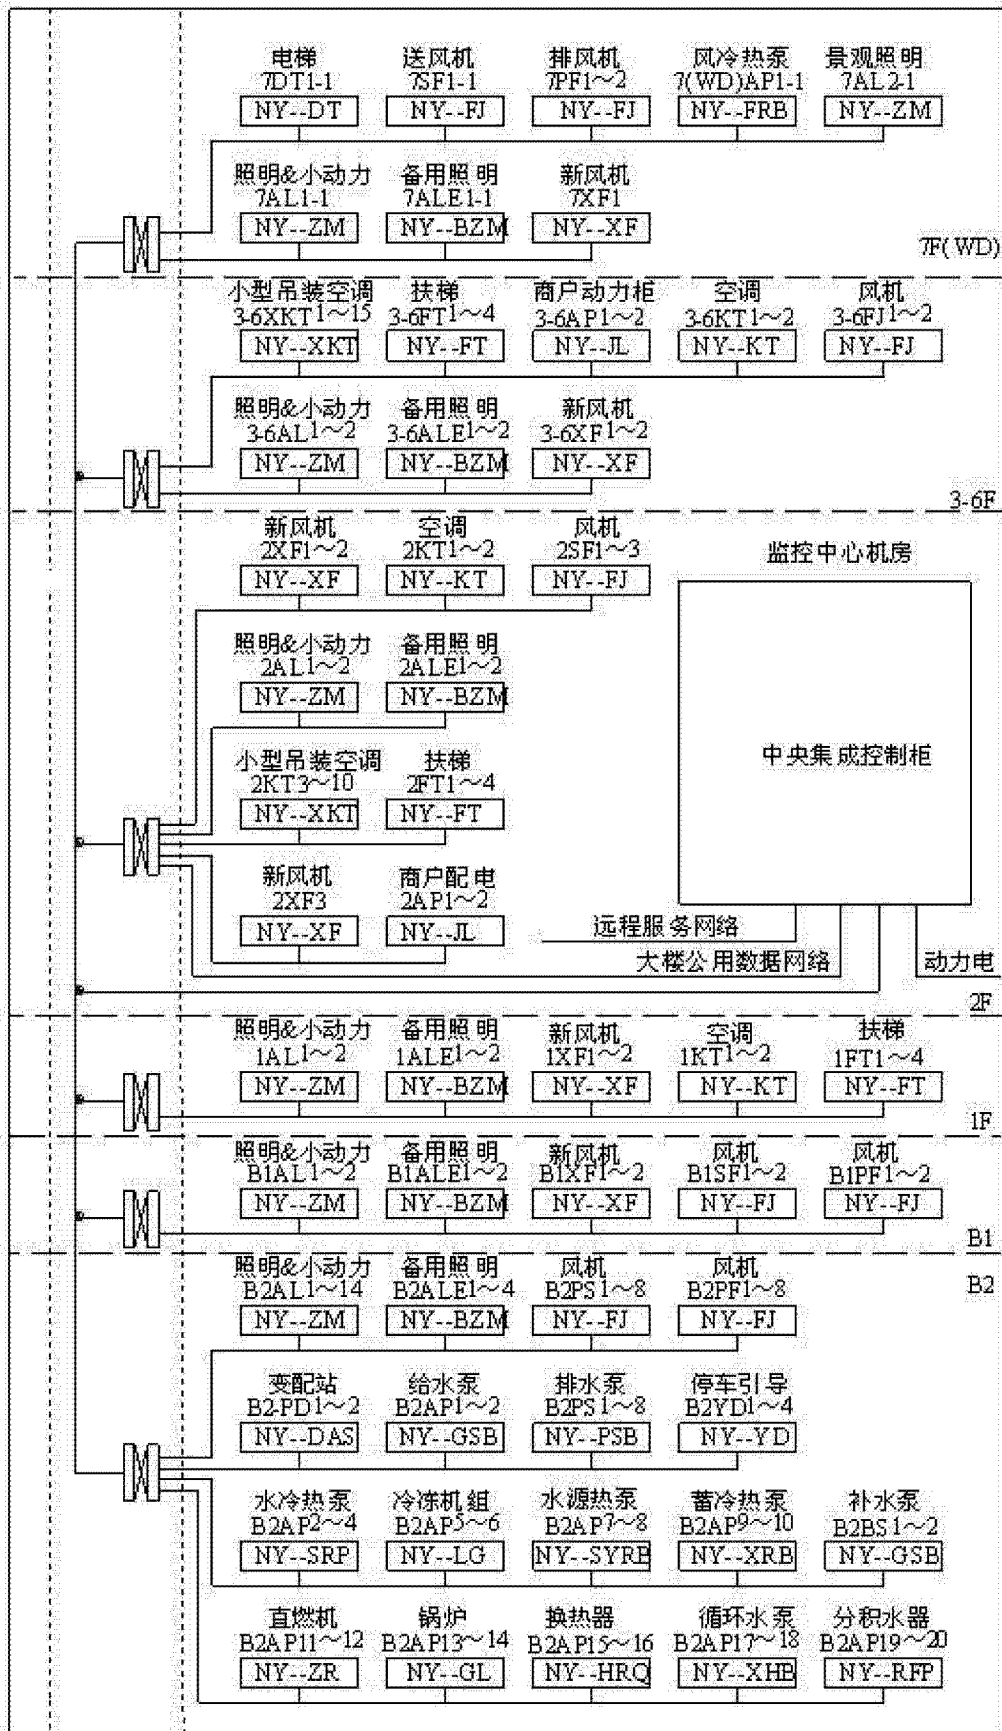 电梯 送风机 排风机 风冷热泵 景观照明
7DT1-1 7SF1-1 7PF1～2 7(WD)AP1-1 7AL2-1
NY--DT NY--FJ NY--FJ NY--FRB NY--ZM
照明&小动力 备用照明 新风机
7AL1-1 7ALE1-1 7XF1
NY--ZM NY--BZM NY--XF
7F(WD)
小型吊装空调 扶梯 商户动力柜 空调 风机
3-6XKT1～15 3-6FT1～4 3-6AP1～2 3-6KT1～2 3-6FJ1～2
NY--XKT NY--FT NY--JL NY--KT NY--FJ
照明&小动力 备用照明 新风机
3-6AL1～2 3-6ALE1～2 3-6XF1～2
NY--ZM NY--BZM NY--XF
3-6F
新风机 空调 风机
2XF1～2 2KT1～2 2SF1～3
NY--XF NY--KT NY--FJ
监控中心机房
照明&小动力 备用照明
2AL1～2 2ALE1～2
NY--ZM NY--BZM
中央集成控制柜
小型吊装空调 扶梯
2KT3～10 2FT1～4
NY--XKT NY--FT
新风机 商户配电
2XF3 2AP1～2
NY--XF NY--JL
远程服务网络
大楼公用数据网络 动力电
2F
照明&小动力 备用照明 新风机 空调 扶梯
1AL1～2 1ALE1～2 1XF1～2 1KT1～2 1FT1～4
NY--ZM NY--BZM NY--XF NY--KT NY--FT
1F
照明&小动力 备用照明 新风机 风机 风机
B1AL1～2 B1ALE1～2 B1XF1～2 B1SF1～2 B1PF1～2
NY--ZM NY--BZM NY--XF NY--FJ NY--FJ
B1
照明&小动力 备用照明 风机 风机
B2
B2AL1～14 B2ALE1～4 B2PS1～8 B2PF1～8
NY--ZM NY--BZM NY--FJ NY--FJ
变配站 给水泵 排水泵 停车引导
B2-PD1～2 B2AP1～2 B2PS1～8 B2YD1～4
NY--DAS NY--GSB NY--PSB NY--YD
水冷热泵 冷冻机组 水源热泵 蓄冷热泵 补水泵
B2AP2～4 B2AP5～6 B2AP7～8 B2AP9～10 B2BS1～2
NY--SRP NY--LG NY--SYRB NY--XRB NY--GSB
直燃机 锅炉 换热器 循环水泵 分积水器
B2AP11～12 B2AP13～14 B2AP15～16 B2AP17～18 B2AP19～20
NY--ZR NY--GL NY--HRQ NY--XHB NY--RFP